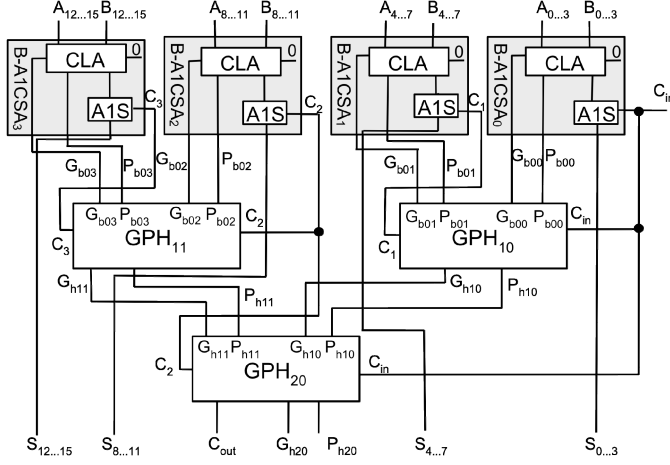 A12...15 B12...15 A8...11 B8...11 A4...7 B4...7 A0...3 B0...3
B-A1CSA3 CLA 0 B-A1CSA2 CLA 0 B-A1CSA1 CLA 0 B-A1CSA0 CLA 0
A1S C3 A1S C2 A1S C1 A1S Cin
Gb03 Pb03 Gb02 Pb02 Gb01 Pb01 Gb00 Pb00
Gb03 Pb03 Gb02 Pb02 C2 Gb01 Pb01 Gb00 Pb00 Cin
C3 GPH11 C1 GPH10
Gh11 Ph11 Gh10 Ph10
Gh11 Ph11 Gh10 Ph10
C2 GPH20 Cin
S12...15 S8...11 Cout Gh20 Ph20 S4...7 S0...3